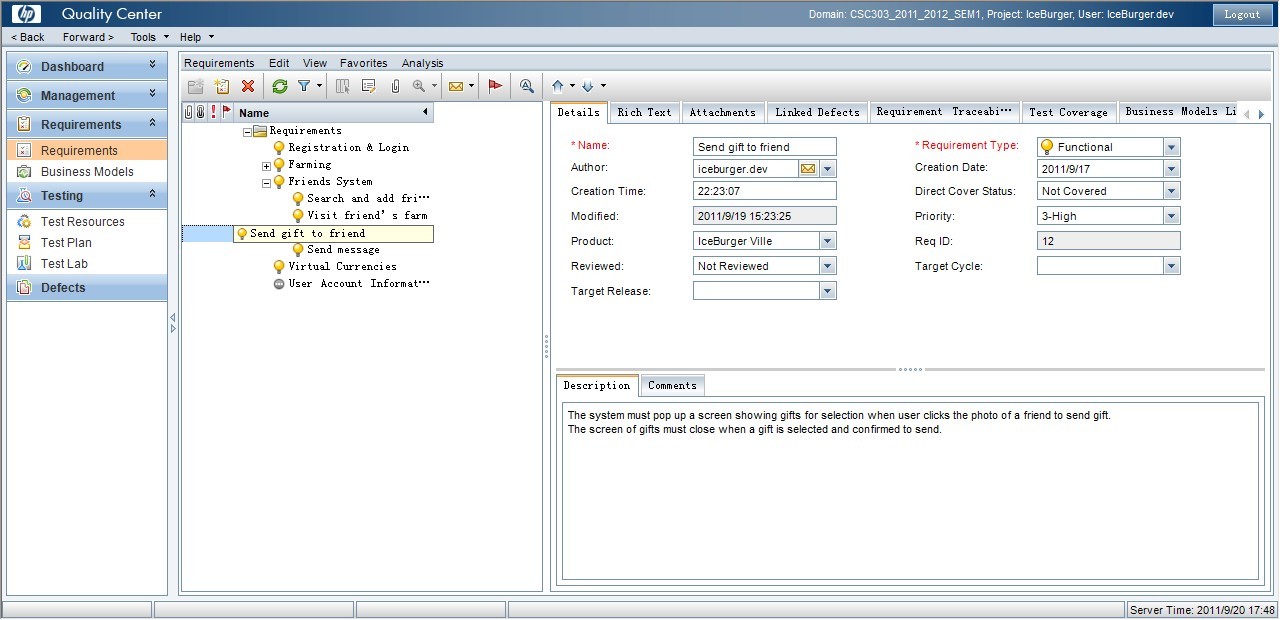 hp Quality Center
Domain: CSC303_2011_2012_SEM1, Project: IceBurger, User: IceBurger.dev
Logout
< Back Forward > Tools Help
Dashboard
Management
Requirements
Requirements
Business Models
Testing
Test Resources
Test Plan
Test Lab
Defects
Requirements Edit View Favorites Analysis
Name
Requirements
Registration & Login
Farming
Friends System
Search and add fri···
Visit friend's farm
Send gift to friend
Send message
Virtual Currencies
User Account Informat···
Details Rich Text Attachments Linked Defects Requirement Traceabi··· Test Coverage Business Models Li
* Name: Send gift to friend
* Requirement Type: Functional
Author: iceburger.dev
Creation Date: 2011/9/17
Creation Time: 22:23:07
Direct Cover Status: Not Covered
Modified: 2011/9/19 15:23:25
Priority: 3-High
Product: IceBurger Ville
Req ID: 12
Reviewed: Not Reviewed
Target Cycle:
Target Release:
Description Comments
The system must pop up a screen showing gifts for selection when user clicks the photo of a friend to send gift.
The screen of gifts must close when a gift is selected and confirmed to send.
Server Time: 2011/9/20 17:48